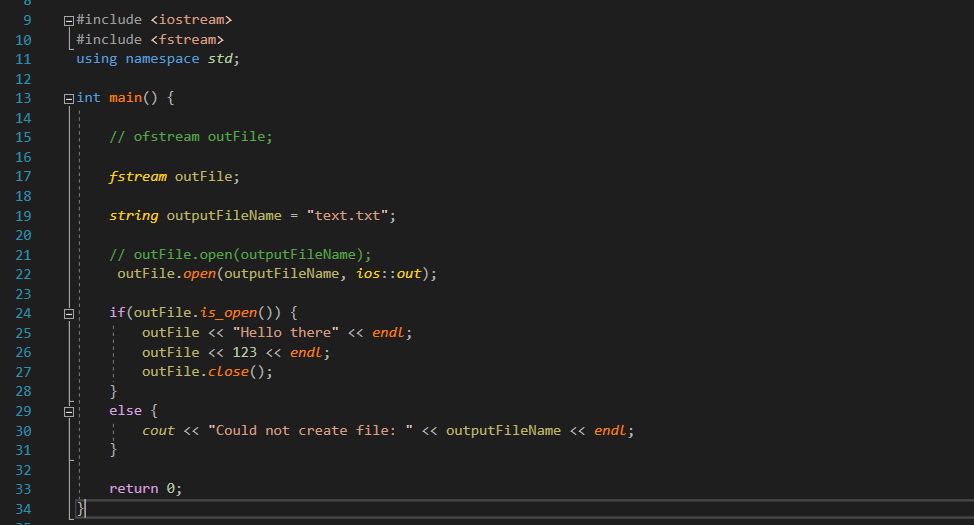 8
9 #include <iostream>
10 #include <fstream>
11 using namespace std;
12
13 int main() {
14
15 // ofstream outFile;
16
17 fstream outFile;
18
19 string outputFileName = "text.txt";
20
21 // outFile.open(outputFileName);
22 outFile.open(outputFileName, ios::out);
23
24 if(outFile.is_open()) {
25 outFile << "Hello there" << endl;
26 outFile << 123 << endl;
27 outFile.close();
28 }
29 else {
30 cout << "Could not create file: " << outputFileName << endl;
31 }
32
33 return 0;
34 }